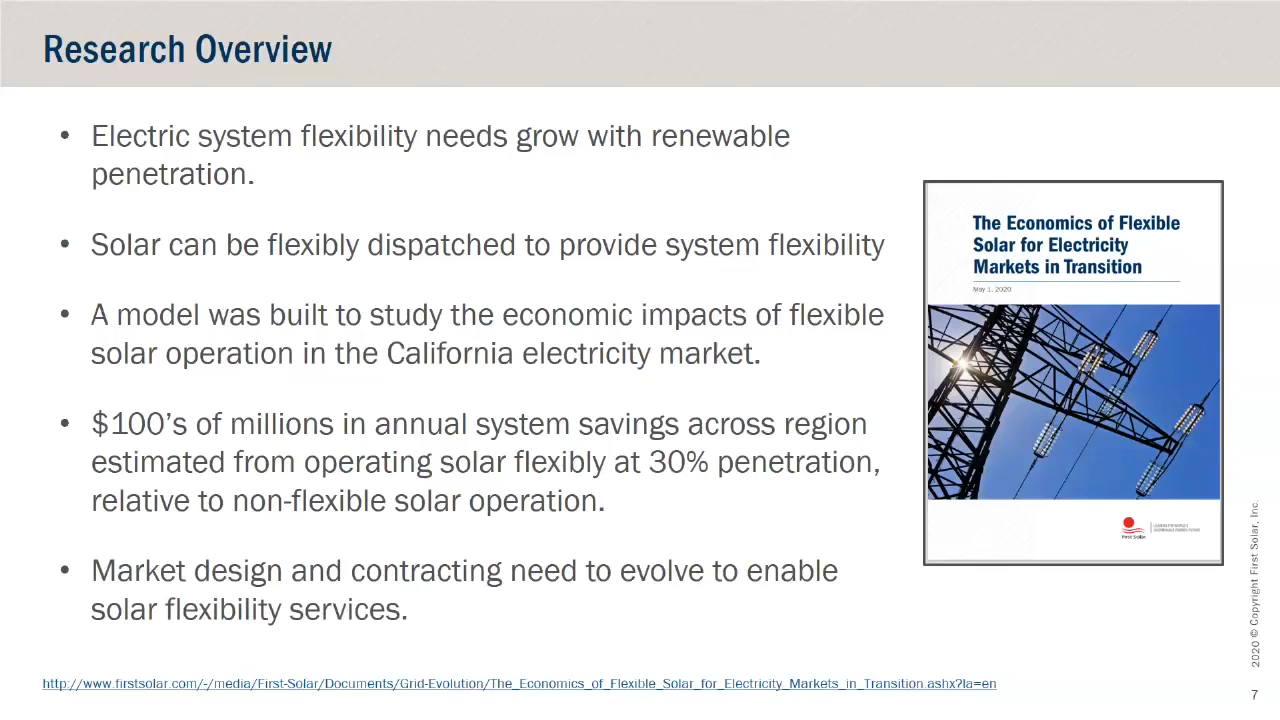 Research Overview
• Electric system flexibility needs grow with renewable
penetration.
• Solar can be flexibly dispatched to provide system flexibility
• A model was built to study the economic impacts of flexible
solar operation in the California electricity market.
• $100’s of millions in annual system savings across region
estimated from operating solar flexibly at 30% penetration,
relative to non-flexible solar operation.
• Market design and contracting need to evolve to enable
solar flexibility services.
The Economics of Flexible
Solar for Electricity
Markets in Transition
May 1, 2020
First Solar
http://www.firstsolar.com/-/media/First-Solar/Documents/Grid-Evolution/The_Economics_of_Flexible_Solar_for_Electricity_Markets_in_Transition.ashx?la=en
2020 © Copyright First Solar, Inc.
7